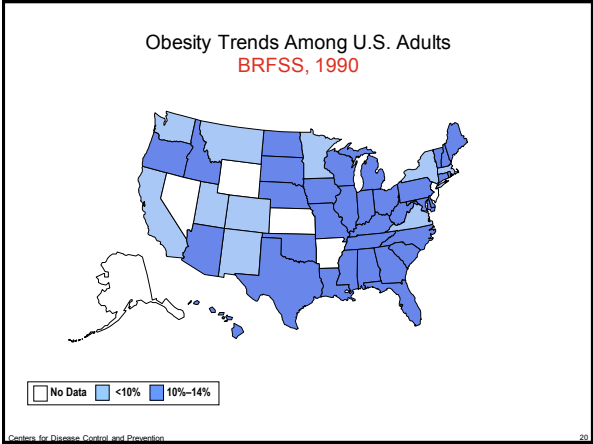 Obesity Trends Among U.S. Adults
BRFSS, 1990
No Data <10% 10%–14%
Centers for Disease Control and Prevention
20